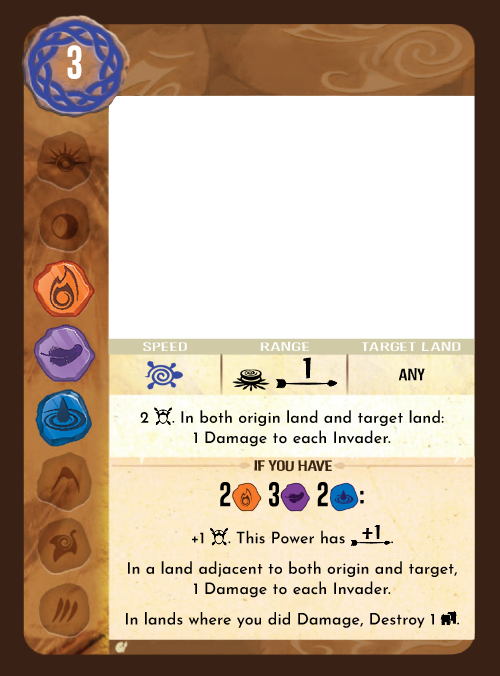 3
SPEED RANGE TARGET LAND
1 ANY
2 . In both origin land and target land:
1 Damage to each Invader.
IF YOU HAVE
2 3 2 :
+1 . This Power has +1.
In a land adjacent to both origin and target,
1 Damage to each Invader.
In lands where you did Damage, Destroy 1 .